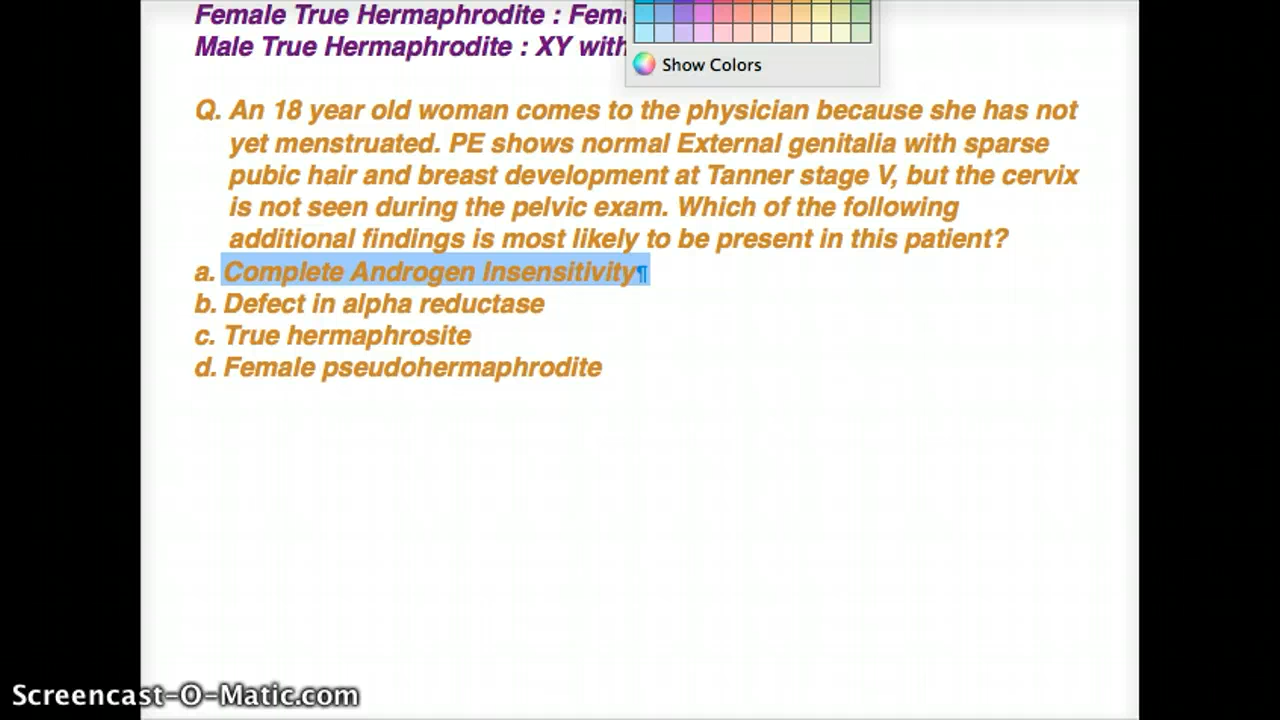 Female True Hermaphrodite : Fem
Male True Hermaphrodite : XY with
Show Colors
Q. An 18 year old woman comes to the physician because she has not
yet menstruated. PE shows normal External genitalia with sparse
pubic hair and breast development at Tanner stage V, but the cervix
is not seen during the pelvic exam. Which of the following
additional findings is most likely to be present in this patient?
a. Complete Androgen Insensitivity¶
b. Defect in alpha reductase
c. True hermaphrosite
d. Female pseudohermaphrodite
Screencast-O-Matic.com